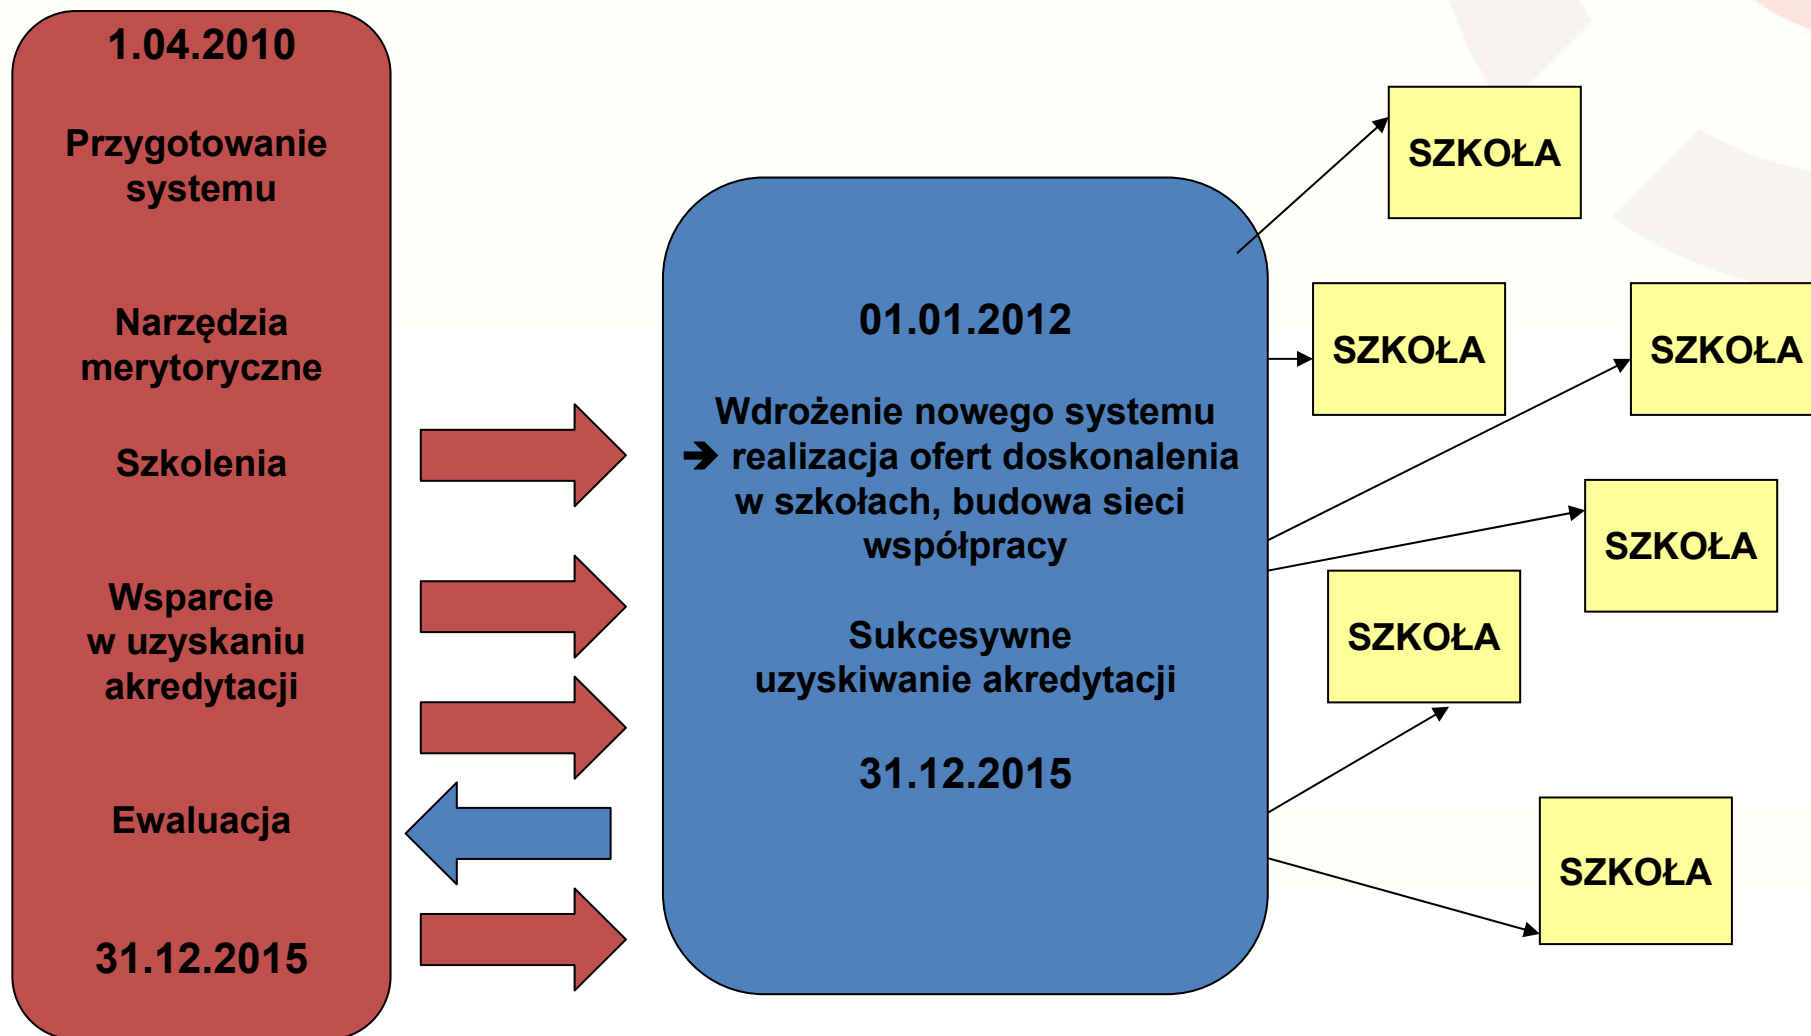 1.04.2010
Przygotowanie
systemu
Narzędzia
merytoryczne
Szkolenia
Wsparcie
w uzyskaniu
akredytacji
Ewaluacja
31.12.2015
01.01.2012
Wdrożenie nowego systemu
➔ realizacja ofert doskonalenia
w szkołach, budowa sieci
współpracy
Sukcesywne
uzyskiwanie akredytacji
31.12.2015
SZKOŁA
SZKOŁA
SZKOŁA
SZKOŁA
SZKOŁA
SZKOŁA